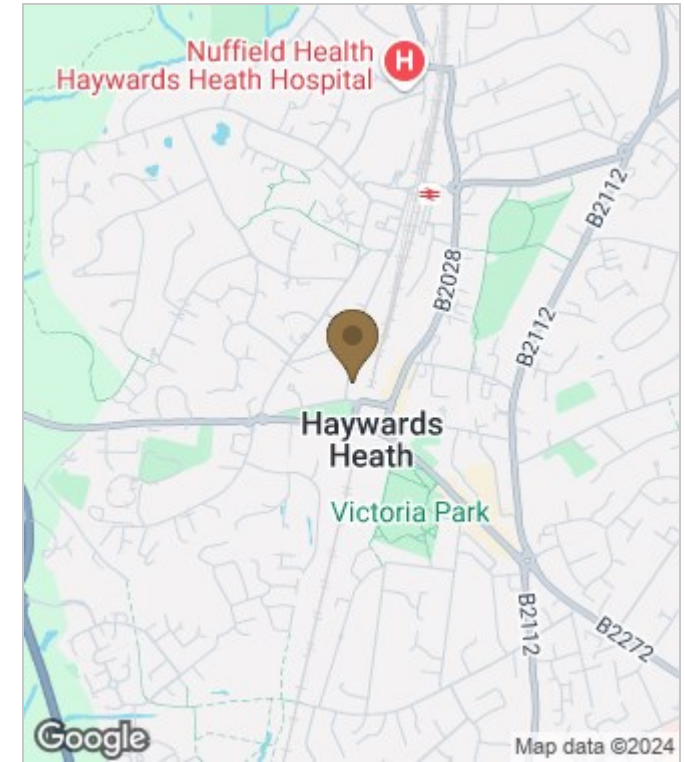 Nuffield Health
Haywards Heath Hospital
H
B2112
B2028
B2112
Haywards
Heath
Victoria Park
B2112
B2272
Google
Map data ©2024